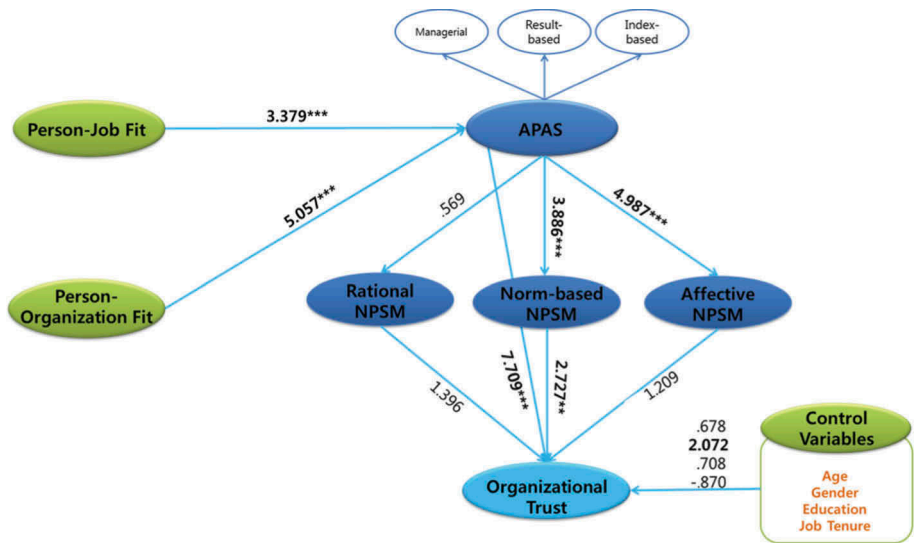 Managerial
Result-
based
Index-
based
Person-Job Fit
3.379***
APAS
5.057***
.569
3.886***
4.987***
Person-
Organization Fit
Rational
NPSM
Norm-based
NPSM
Affective
NPSM
1.396
7.709***
2.727**
1.209
.678
2.072
.708
-.870
Control
Variables
Age
Gender
Education
Job Tenure
Organizational
Trust